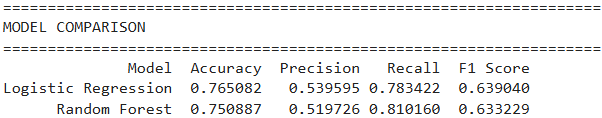 ======================================================================
MODEL COMPARISON
======================================================================
Model Accuracy Precision Recall F1 Score
Logistic Regression 0.765082 0.539595 0.783422 0.639040
Random Forest 0.750887 0.519726 0.810160 0.633229